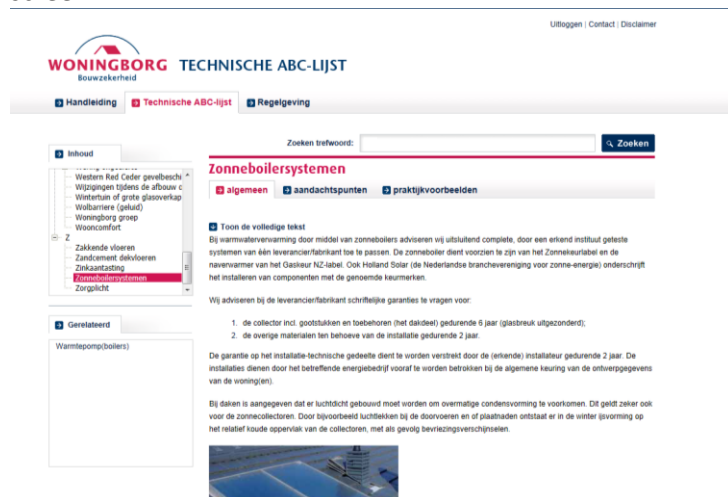 Uitloggen | Contact | Disclaimer
WONINGBORG TECHNISCHE ABC-LIJST
Bouwzekerheid
Handleiding Technische ABC-lijst Regelgeving
Zoeken trefwoord: Zoeken
Inhoud
Zonneboilersystemen
algemeen aandachtspunten praktijkvoorbeelden
Western Red Ceder gevelbesch
Wijzigingen tijdens de afbouw c
Wintertuin of grote glasoverkap
Wolbarriere (geluid)
Woningborg groep
Wooncomfort
Z
Zakkende vloeren
Zandcement dekvloeren
Zinkaantasting
Zonneboilersystemen
Zorgplicht
Gerelateerd
Warmtepomp(boilers)
Toon de volledige tekst
Bij warmwaterverwarming door middel van zonneboilers adviseren wij uitsluitend complete, door een erkend instituut geteste
systemen van één leverancier/fabrikant toe te passen. De zonneboiler dient voorzien te zijn van het Zonnekeurlabel en de
naverwarmer van het Gaskeur NZ-label. Ook Holland Solar (de Nederlandse branchevereniging voor zonne-energie) onderschrijft
het installeren van componenten met de genoemde keurmerken.
Wij adviseren bij de leverancier/fabrikant schriftelijke garanties te vragen voor:
1. de collector incl. gootstukken en toebehoren (het dakdeel) gedurende 6 jaar (glasbreuk uitgezonderd);
2. de overige materialen ten behoeve van de installatie gedurende 2 jaar.
De garantie op het installatie-technische gedeelte dient te worden verstrekt door de (erkende) installateur gedurende 2 jaar. De
installaties dienen door het betreffende energiebedrijf vooraf te worden betrokken bij de algemene keuring van de ontwerpgegevens
van de woning(en).
Bij daken is aangegeven dat er luchtdicht gebouwd moet worden om overmatige condensvorming te voorkomen. Dit geldt zeker ook
voor de zonnecollectoren. Door bijvoorbeeld luchtlekken bij de doorvoeren en of plaatnaden ontstaat er in de winter ijsvorming op
het relatief koude oppervlak van de collectoren, met als gevolg bevriezingsverschijnselen.